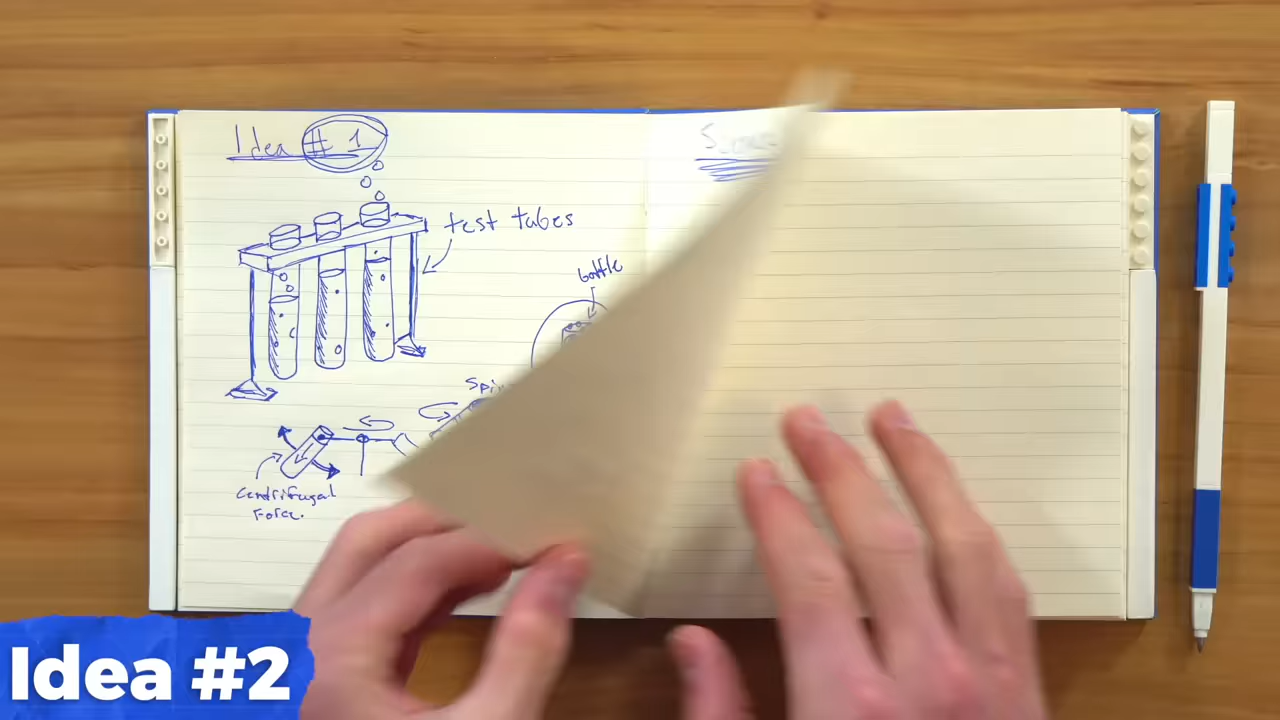 Idea # 1
test tubes
bottle
Centrifugal
Force.
Idea #2